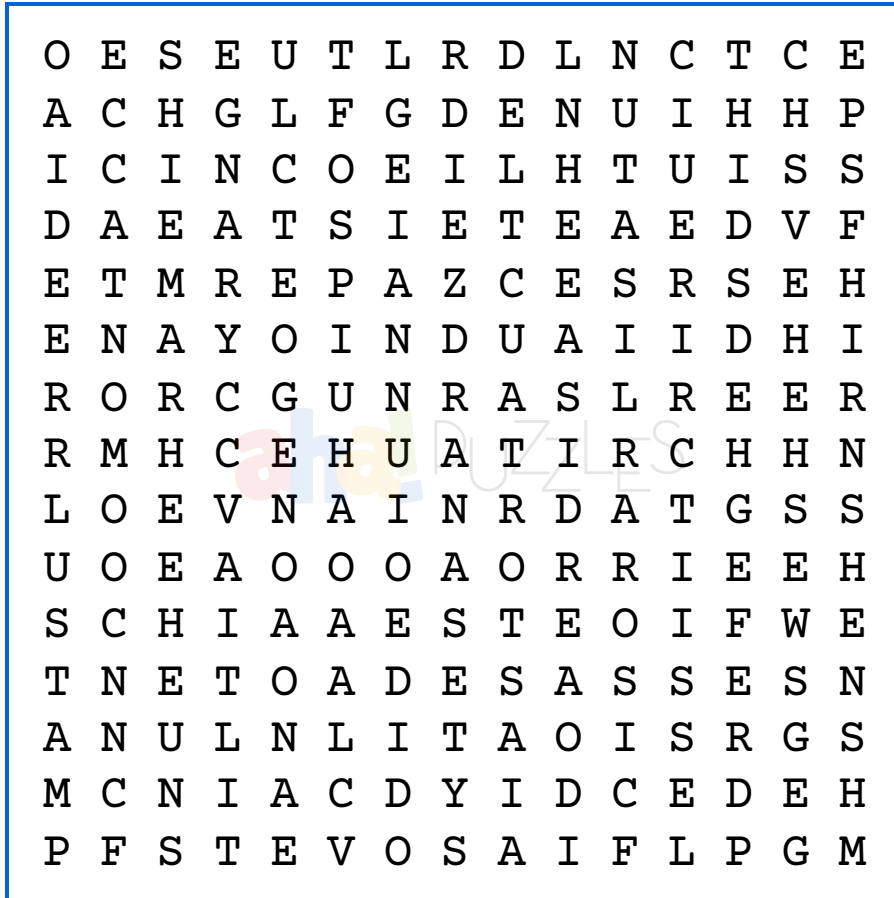 O E S E U T L R D L N C T C E
A C H G L F G D E N U I H H P
I C I N C O E I L H T U I S S
D A E A T S I E T E A E D V F
E T M R E P A Z C E S R S E H
E N A Y O I N D U A I I D H I
R O R C G U N R A S L R E E R
R M H C E H U A T I R C H H N
L O E V N A I N R D A T G S S
U O E A O O O A O R R I E E H
S C H I A A E S T E O I F W E
T N E T O A D E S A S S E S N
A N U L N L I T A O I S R G S
M C N I A C D Y I D C E D E H
P F S T E V O S A I F L P G M
aha! PUZZLES